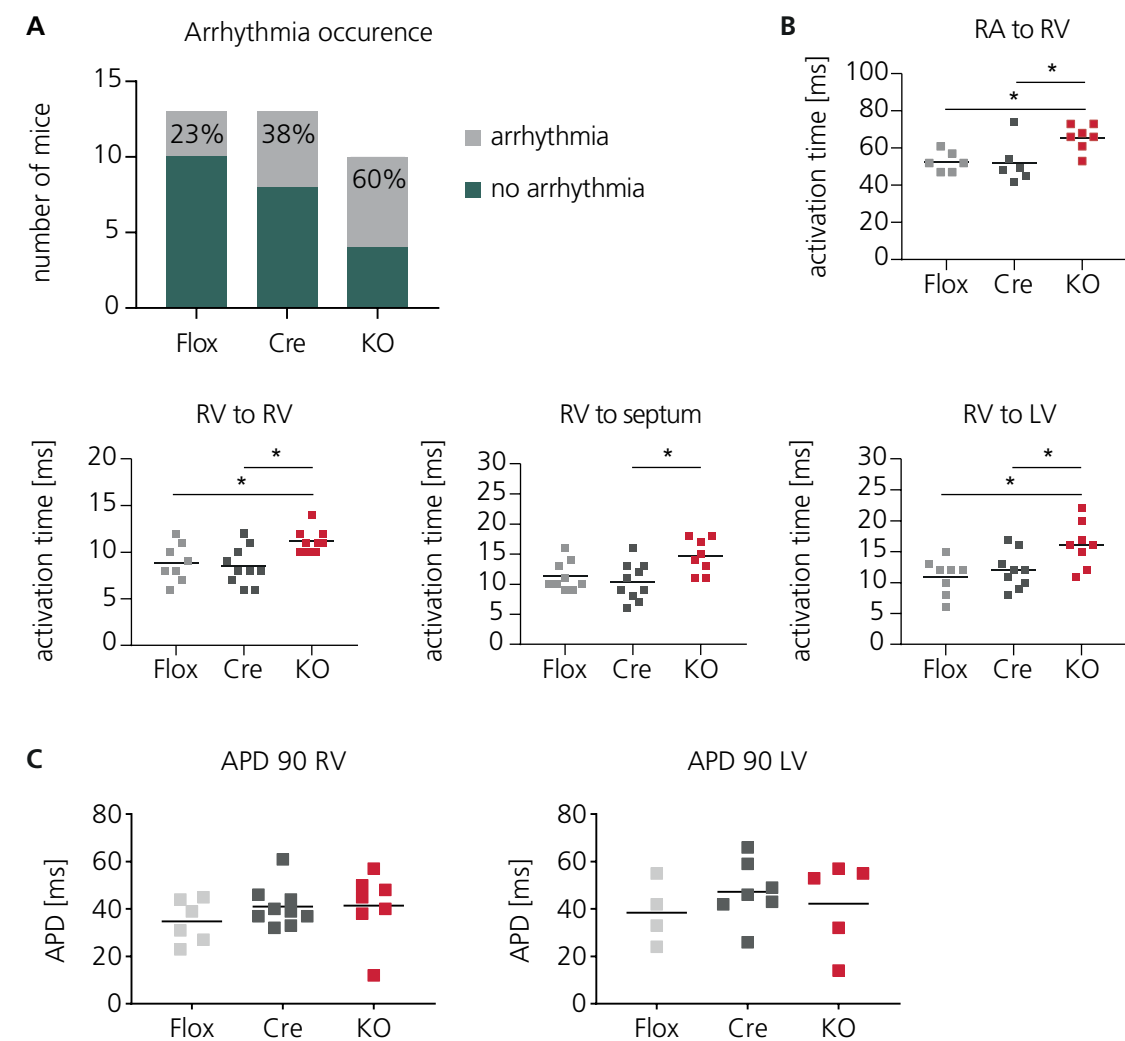 A
Arrhythmia occurence
number of mice
15
10
5
0
23%
38%
60%
Flox Cre KO
arrhythmia
no arrhythmia
B
RA to RV
activation time [ms]
100
80
60
40
20
0
*
*
Flox Cre KO
RV to RV
activation time [ms]
20
15
10
5
0
*
*
Flox Cre KO
RV to septum
activation time [ms]
30
25
20
15
10
5
0
*
Flox Cre KO
RV to LV
activation time [ms]
30
25
20
15
10
5
0
*
*
Flox Cre KO
C
APD 90 RV
APD [ms]
80
60
40
20
0
Flox Cre KO
APD 90 LV
APD [ms]
80
60
40
20
0
Flox Cre KO